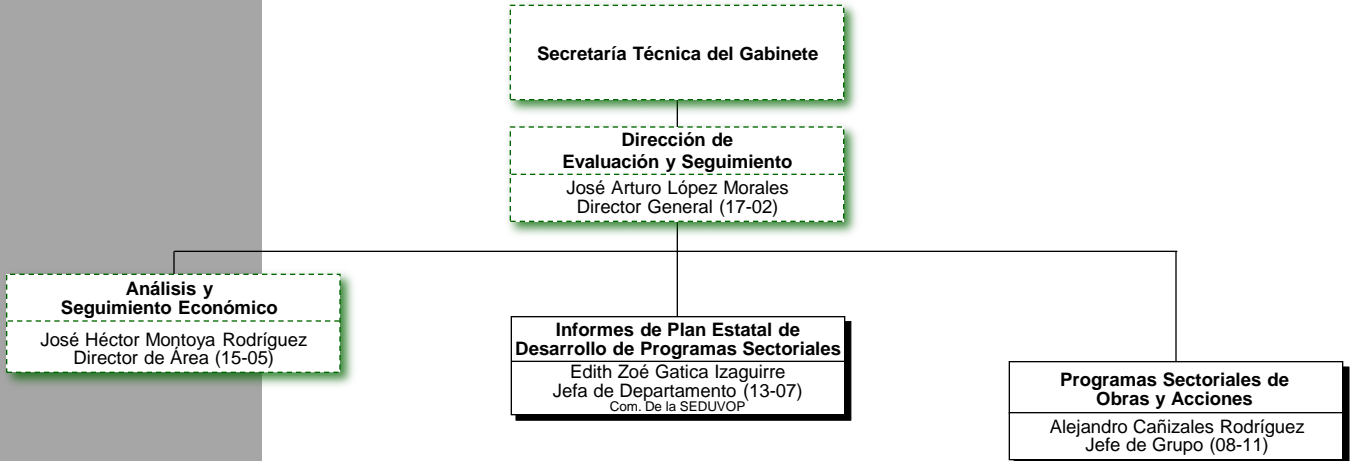 Secretaría Técnica del Gabinete
Dirección de
Evaluación y Seguimiento
José Arturo López Morales
Director General (17-02)
Análisis y
Seguimiento Económico
José Héctor Montoya Rodríguez
Director de Área (15-05)
Informes de Plan Estatal de
Desarrollo de Programas Sectoriales
Edith Zoé Gatica Izaguirre
Jefa de Departamento (13-07)
Com. De la SEDUVOP
Programas Sectoriales de
Obras y Acciones
Alejandro Cañizales Rodríguez
Jefe de Grupo (08-11)